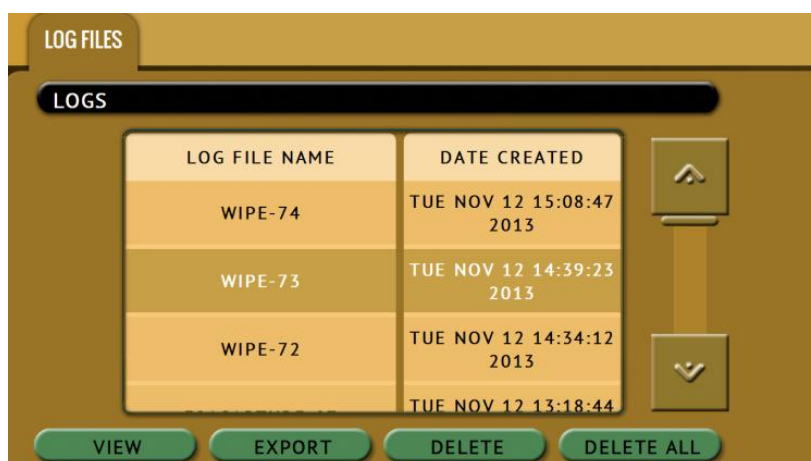 LOG FILES
LOGS
LOG FILE NAME DATE CREATED
WIPE-74 TUE NOV 12 15:08:47
2013
WIPE-73 TUE NOV 12 14:39:23
2013
WIPE-72 TUE NOV 12 14:34:12
2013
TUE NOV 12 13:18:44
VIEW EXPORT DELETE DELETE ALL